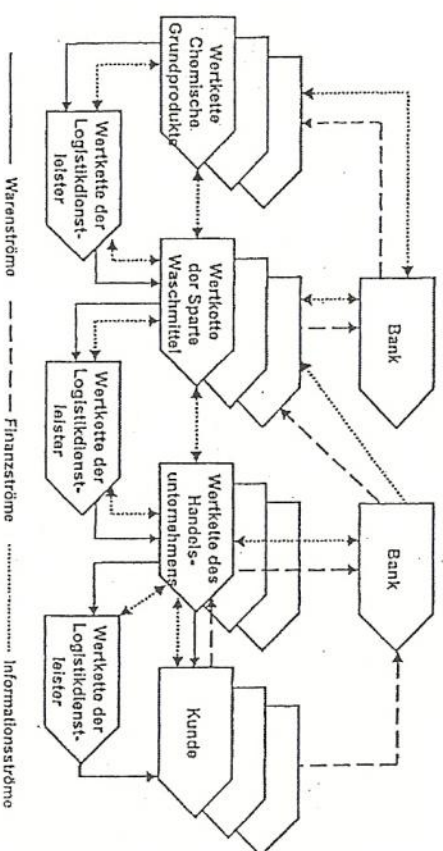 Bank
Bank
Wertkette
Chemische
Grundprodukte
Wertkotto
der Sparte
Waschmittel
Wertkette des
Handels-
unternehmens
Kunde
Wertkette der
Logistikdienst-
leister
Wertkette der
Logistikdienst-
leister
Wertkette der
Logistikdienst-
leister
Warenströme
Finanzströme
Informationsströme